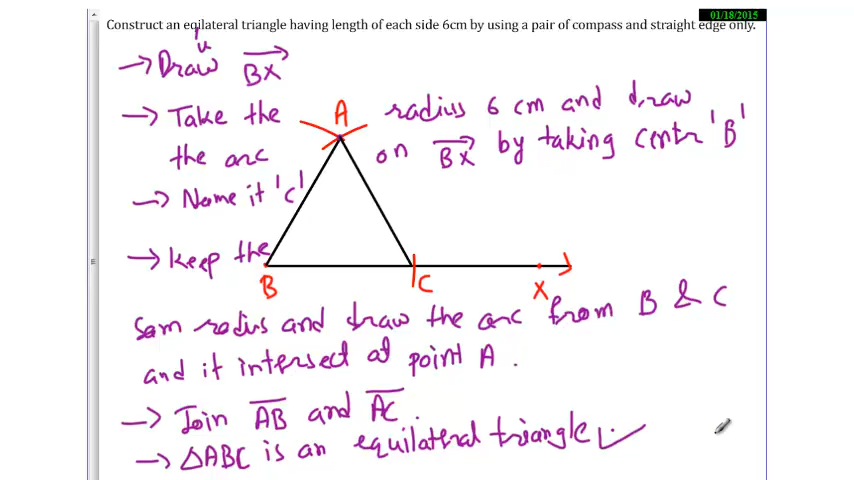 01/18/2015
Construct an eqilateral triangle having length of each side 6cm by using a pair of compass and straight edge only.
u
→ Draw BX
→ Take the radius 6 cm and draw
the arc on BX by taking centr 'B'
→ Name it 'C'
→ Keep the
A
B
C
X
Sam radius and draw the arc from B & C
and it intersect at point A .
→ Join AB and AC.
→ △ABC is an equilateral triangle.